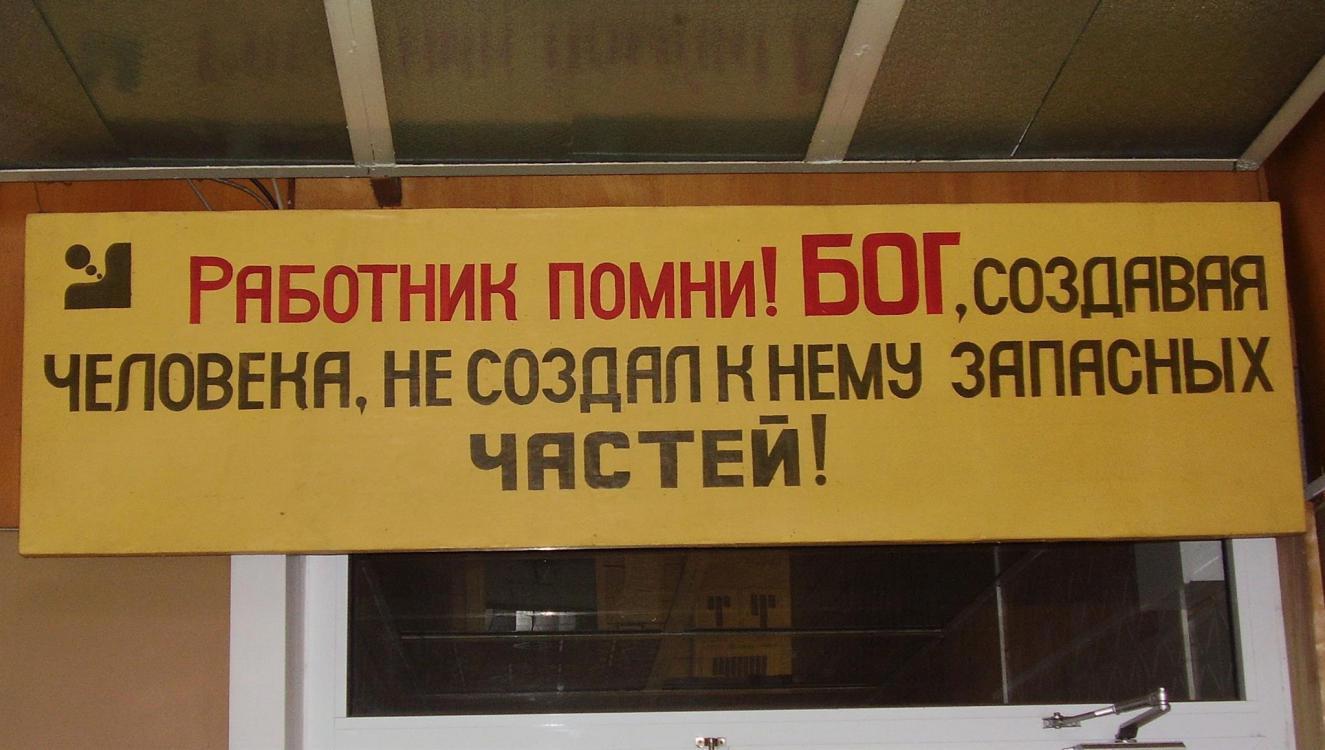 РАБОТНИК ПОМНИ! БОГ, СОЗДАВАЯ
ЧЕЛОВЕКА, НЕ СОЗДАЛ К НЕМУ ЗАПАСНЫХ
ЧАСТЕЙ!